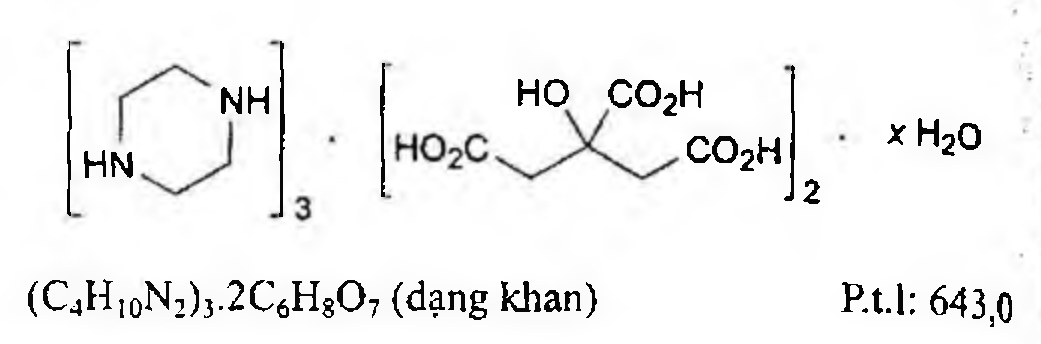 NH
HN
3
·
HO CO₂H
HO₂C CO₂H
2
· x H₂O
(C₄H₁₀N₂)₃.2C₆H₈O₇ (dạng khan) P.t.l: 643,0